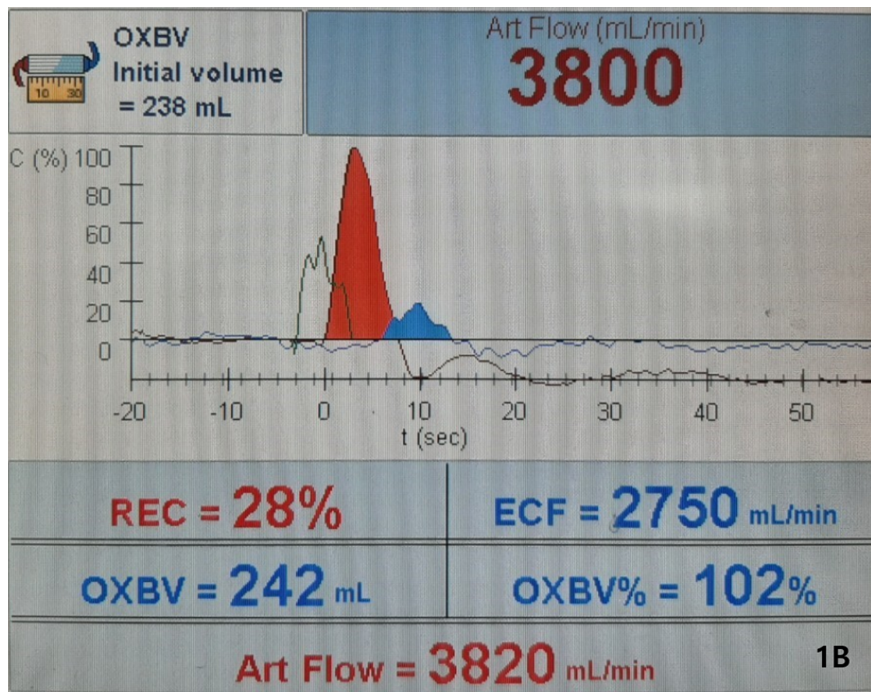 OXBV
Initial volume
= 238 mL
10 30
Art Flow (mL/min)
3800
C (%) 100
80
60
40
20
0
-20 -10 0 10 20 30 40 50
t (sec)
REC = 28% ECF = 2750 mL/min
OXBV = 242 mL OXBV% = 102%
Art Flow = 3820 mL/min
1B